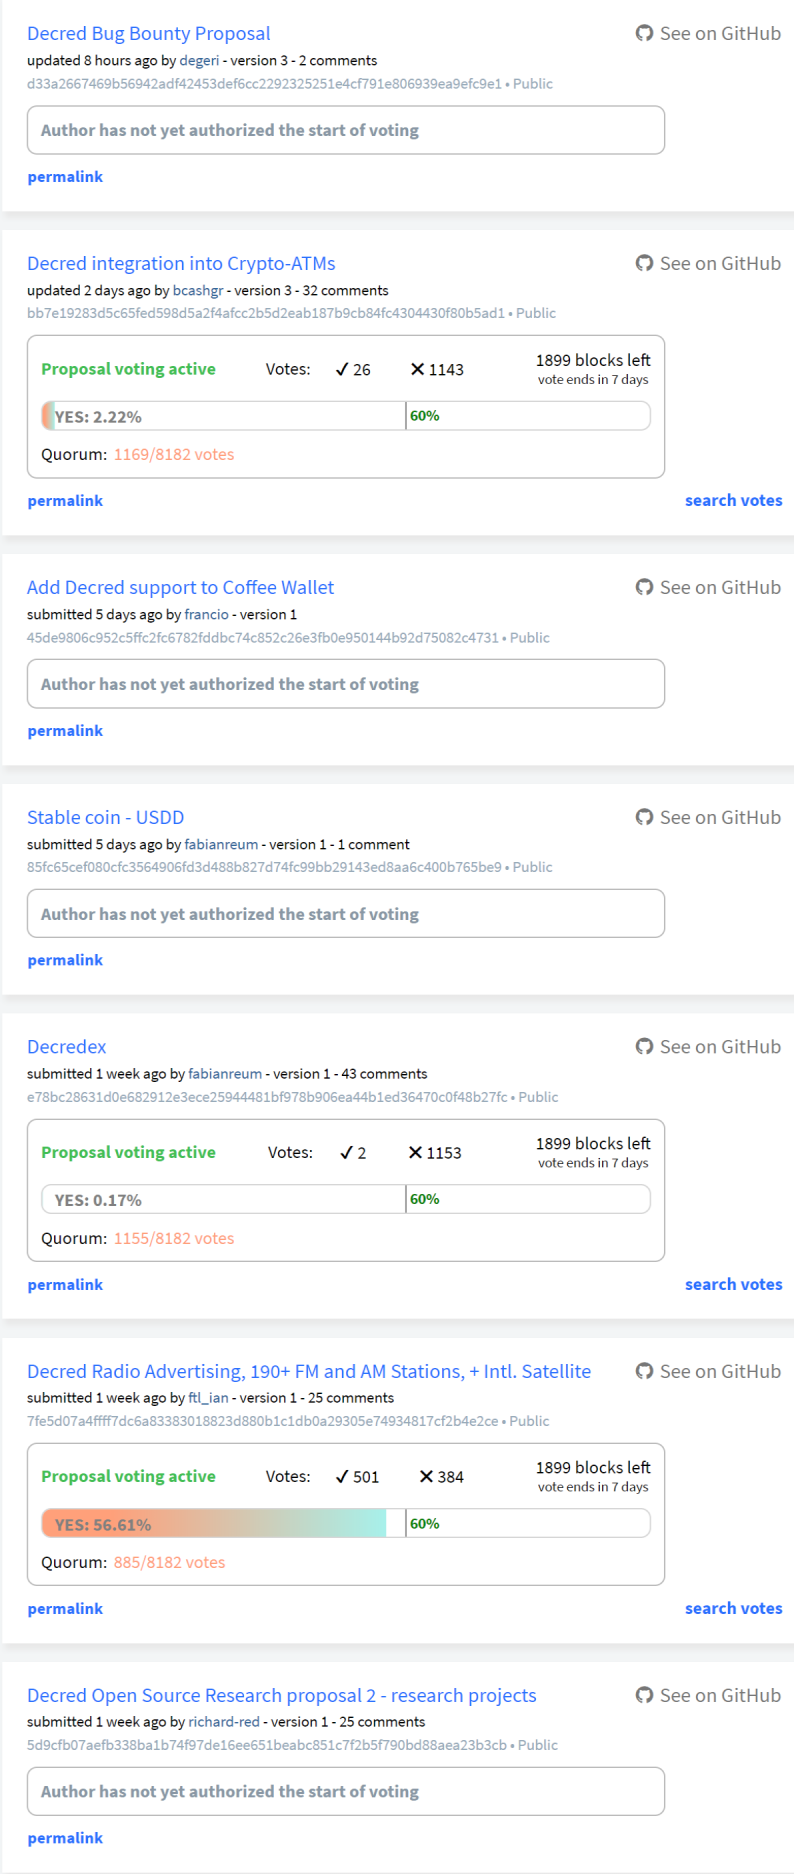 Decred Bug Bounty Proposal See on GitHub
updated 8 hours ago by degeri - version 3 - 2 comments
d33a2667469b56942adf42453def6cc2292325251e4cf791e806939ea9efc9e1 • Public
Author has not yet authorized the start of voting
permalink
Decred integration into Crypto-ATMs See on GitHub
updated 2 days ago by bcashgr - version 3 - 32 comments
bb7e19283d5c65fed598d5a2f4afcc2b5d2eab187b9cb84fc4304430f80b5ad1 • Public
Proposal voting active Votes: ✓ 26 ✕ 1143 1899 blocks left
vote ends in 7 days
YES: 2.22% 60%
Quorum: 1169/8182 votes
permalink search votes
Add Decred support to Coffee Wallet See on GitHub
submitted 5 days ago by francio - version 1
45de9806c952c5ffc2fc6782fddbc74c852c26e3fb0e950144b92d75082c4731 • Public
Author has not yet authorized the start of voting
permalink
Stable coin - USDD See on GitHub
submitted 5 days ago by fabianreum - version 1 - 1 comment
85fc65cef080cfc3564906fd3d488b827d74fc99bb29143ed8aa6c400b765be9 • Public
Author has not yet authorized the start of voting
permalink
Decredex See on GitHub
submitted 1 week ago by fabianreum - version 1 - 43 comments
e78bc28631d0e682912e3ece25944481bf978b906ea44b1ed36470c0f48b27fc • Public
Proposal voting active Votes: ✓ 2 ✕ 1153 1899 blocks left
vote ends in 7 days
YES: 0.17% 60%
Quorum: 1155/8182 votes
permalink search votes
Decred Radio Advertising, 190+ FM and AM Stations, + Intl. Satellite See on GitHub
submitted 1 week ago by ftl_ian - version 1 - 25 comments
7fe5d07a4ffff7dc6a83383018823d880b1c1db0a29305e74934817cf2b4e2ce • Public
Proposal voting active Votes: ✓ 501 ✕ 384 1899 blocks left
vote ends in 7 days
YES: 56.61% 60%
Quorum: 885/8182 votes
permalink search votes
Decred Open Source Research proposal 2 - research projects See on GitHub
submitted 1 week ago by richard-red - version 1 - 25 comments
5d9cfb07aefb338ba1b74f97de16ee651beabc851c7f2b5f790bd88aea23b3cb • Public
Author has not yet authorized the start of voting
permalink